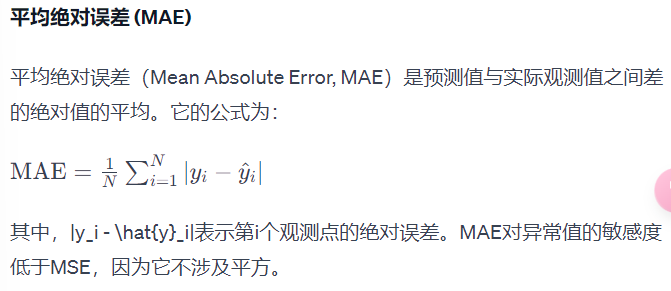 平均绝对误差 (MAE)
平均绝对误差（Mean Absolute Error, MAE）是预测值与实际观测值之间差
的绝对值的平均。它的公式为：
MAE = \frac{1}{N} \sum_{i=1}^{N} |y_i - \hat{y}_i|
其中，|y_i - \hat{y}_i|表示第i个观测点的绝对误差。MAE对异常值的敏感度
低于MSE，因为它不涉及平方。